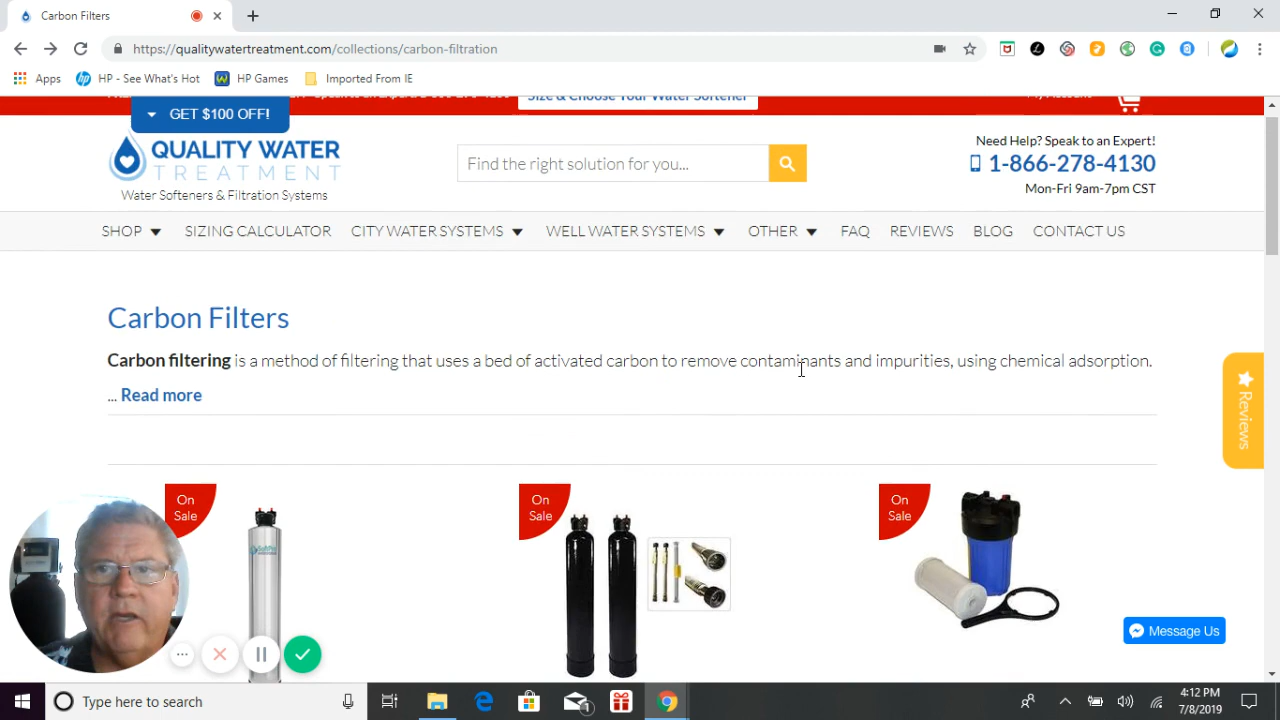 Carbon Filters
https://qualitywatertreatment.com/collections/carbon-filtration
Apps HP - See What's Hot HP Games Imported From IE
Size & Choose Your Water Softener
GET $100 OFF!
QUALITY WATER
TREATMENT
Water Softeners & Filtration Systems
Find the right solution for you...
Need Help? Speak to an Expert!
1-866-278-4130
Mon-Fri 9am-7pm CST
SHOP SIZING CALCULATOR CITY WATER SYSTEMS WELL WATER SYSTEMS OTHER FAQ REVIEWS BLOG CONTACT US
Carbon Filters
Carbon filtering is a method of filtering that uses a bed of activated carbon to remove contaminants and impurities, using chemical adsorption.
... Read more
Reviews
On Sale
On Sale
On Sale
Message Us
Type here to search
1
4:12 PM
7/8/2019